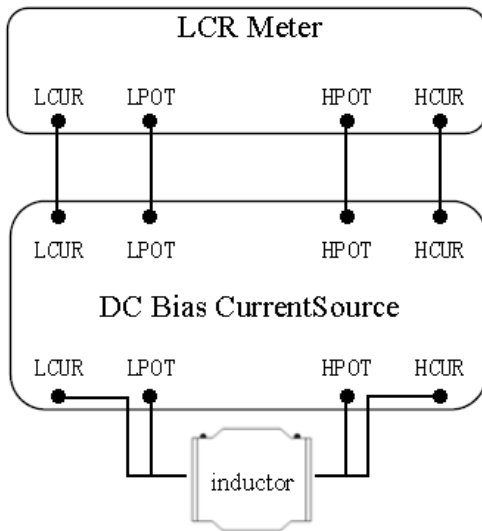 LCR Meter
LCUR LPOT HPOT HCUR
LCUR LPOT HPOT HCUR
DC Bias CurrentSource
LCUR LPOT HPOT HCUR
inductor